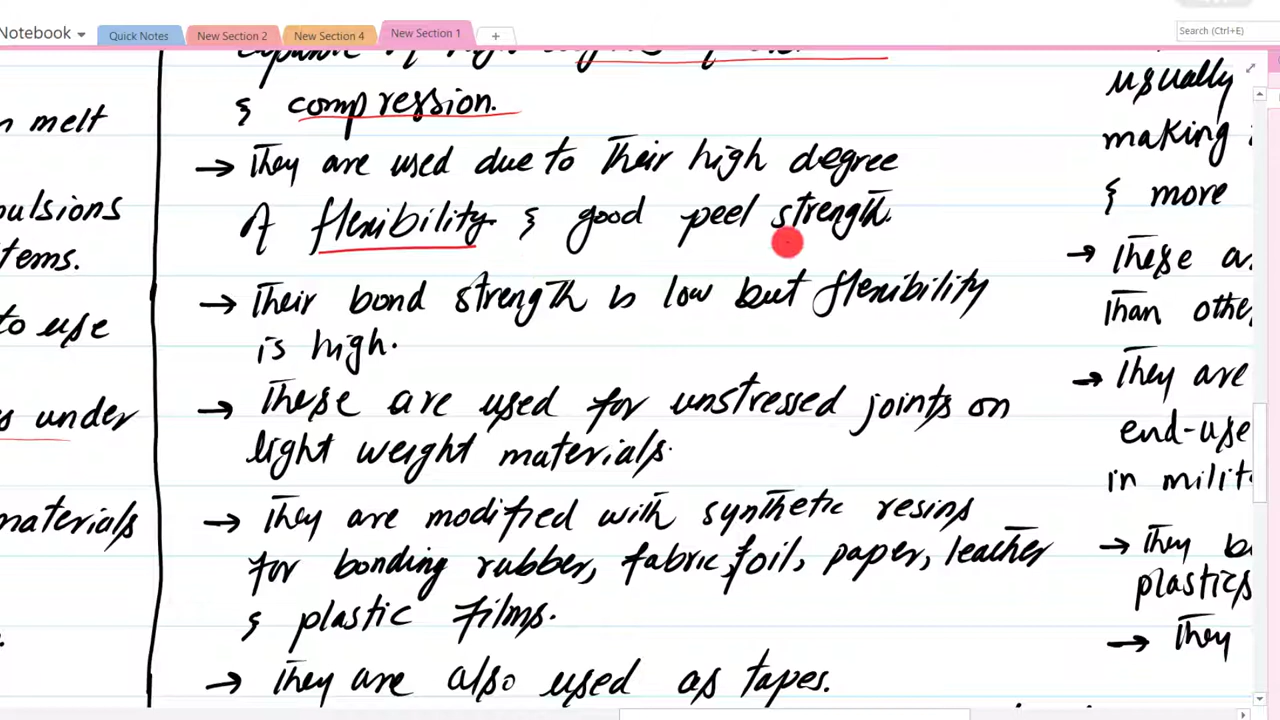 Notebook
Quick Notes
New Section 2
New Section 4
New Section 1
+
Search (Ctrl+E)
melt
to use
under
materials
of high
& compression.
→ They are used due to their high degree
of flexibility & good peel strength.
→ Their bond strength is low but flexibility
is high.
→ These are used for unstressed joints on
light weight materials.
→ They are modified with synthetic resins
for bonding rubber, fabric, foil, paper, leather
& plastic films.
→ They are also used as tapes.
usually
making
& more
→ These
than
→ They are
end-use
in
→ They
plastics
→ They